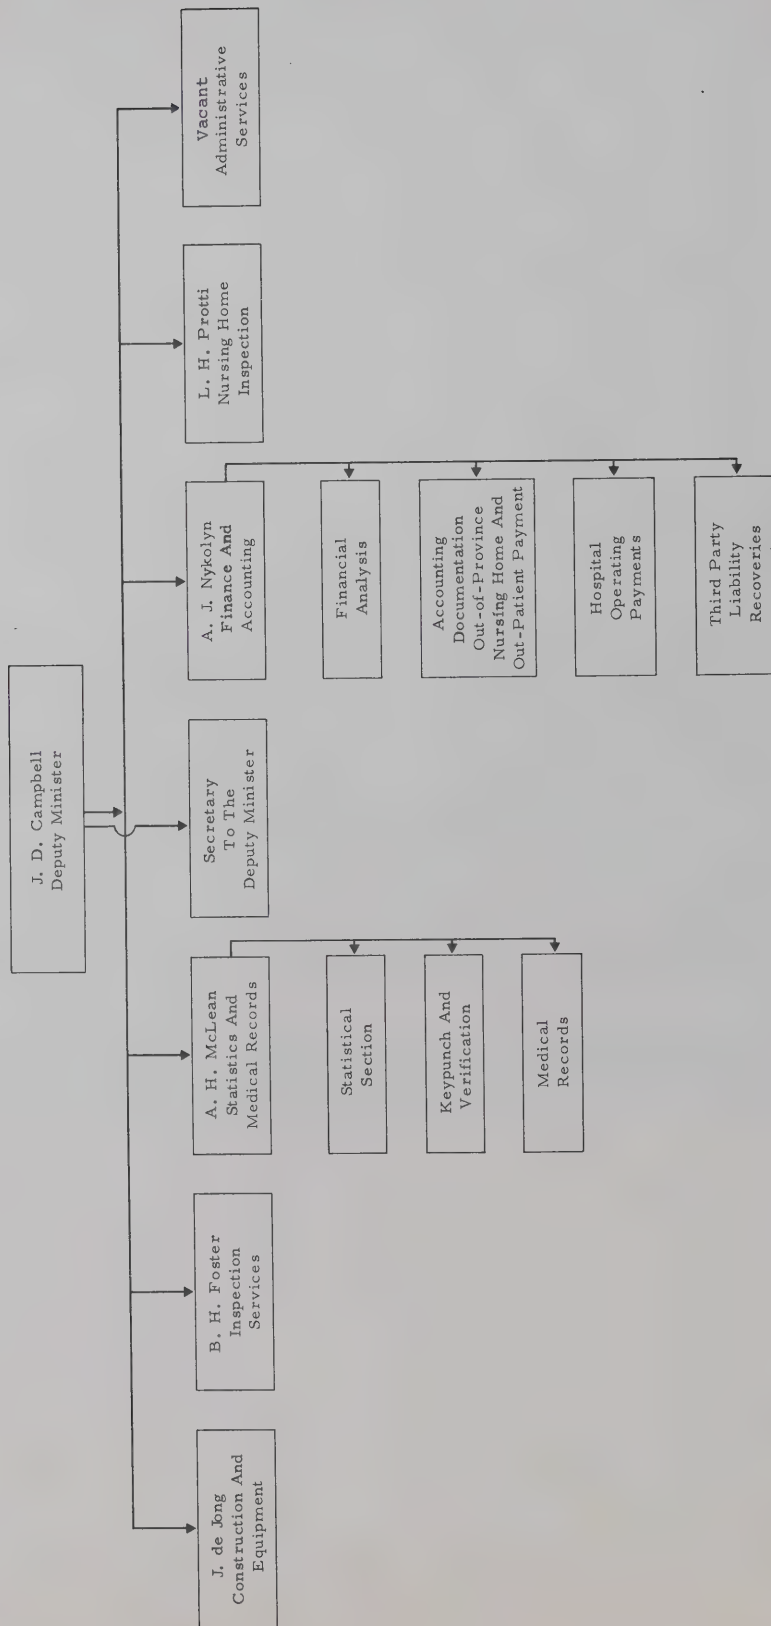 J. D. Campbell
Deputy Minister
J. de Jong
Construction And
Equipment
B. H. Foster
Inspection
Services
A. H. McLean
Statistics And
Medical Records
Statistical
Section
Keypunch And
Verification
Medical
Records
Secretary
To The
Deputy Minister
A. J. Nykolyn
Finance And
Accounting
Financial
Analysis
Accounting
Documentation
Out-of-Province
Nursing Home And
Out-Patient Payment
Hospital
Operating
Payments
Third Party
Liability
Recoveries
L. H. Protti
Nursing Home
Inspection
Vacant
Administrative
Services